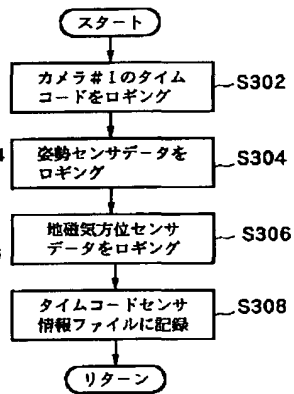 スタート
カメラ#1のタイム
コードをロギング
S302
姿勢センサデータを
ロギング
S304
地磁気方位センサ
データをロギング
S306
タイムコードセンサ
情報ファイルに記録
S308
リターン